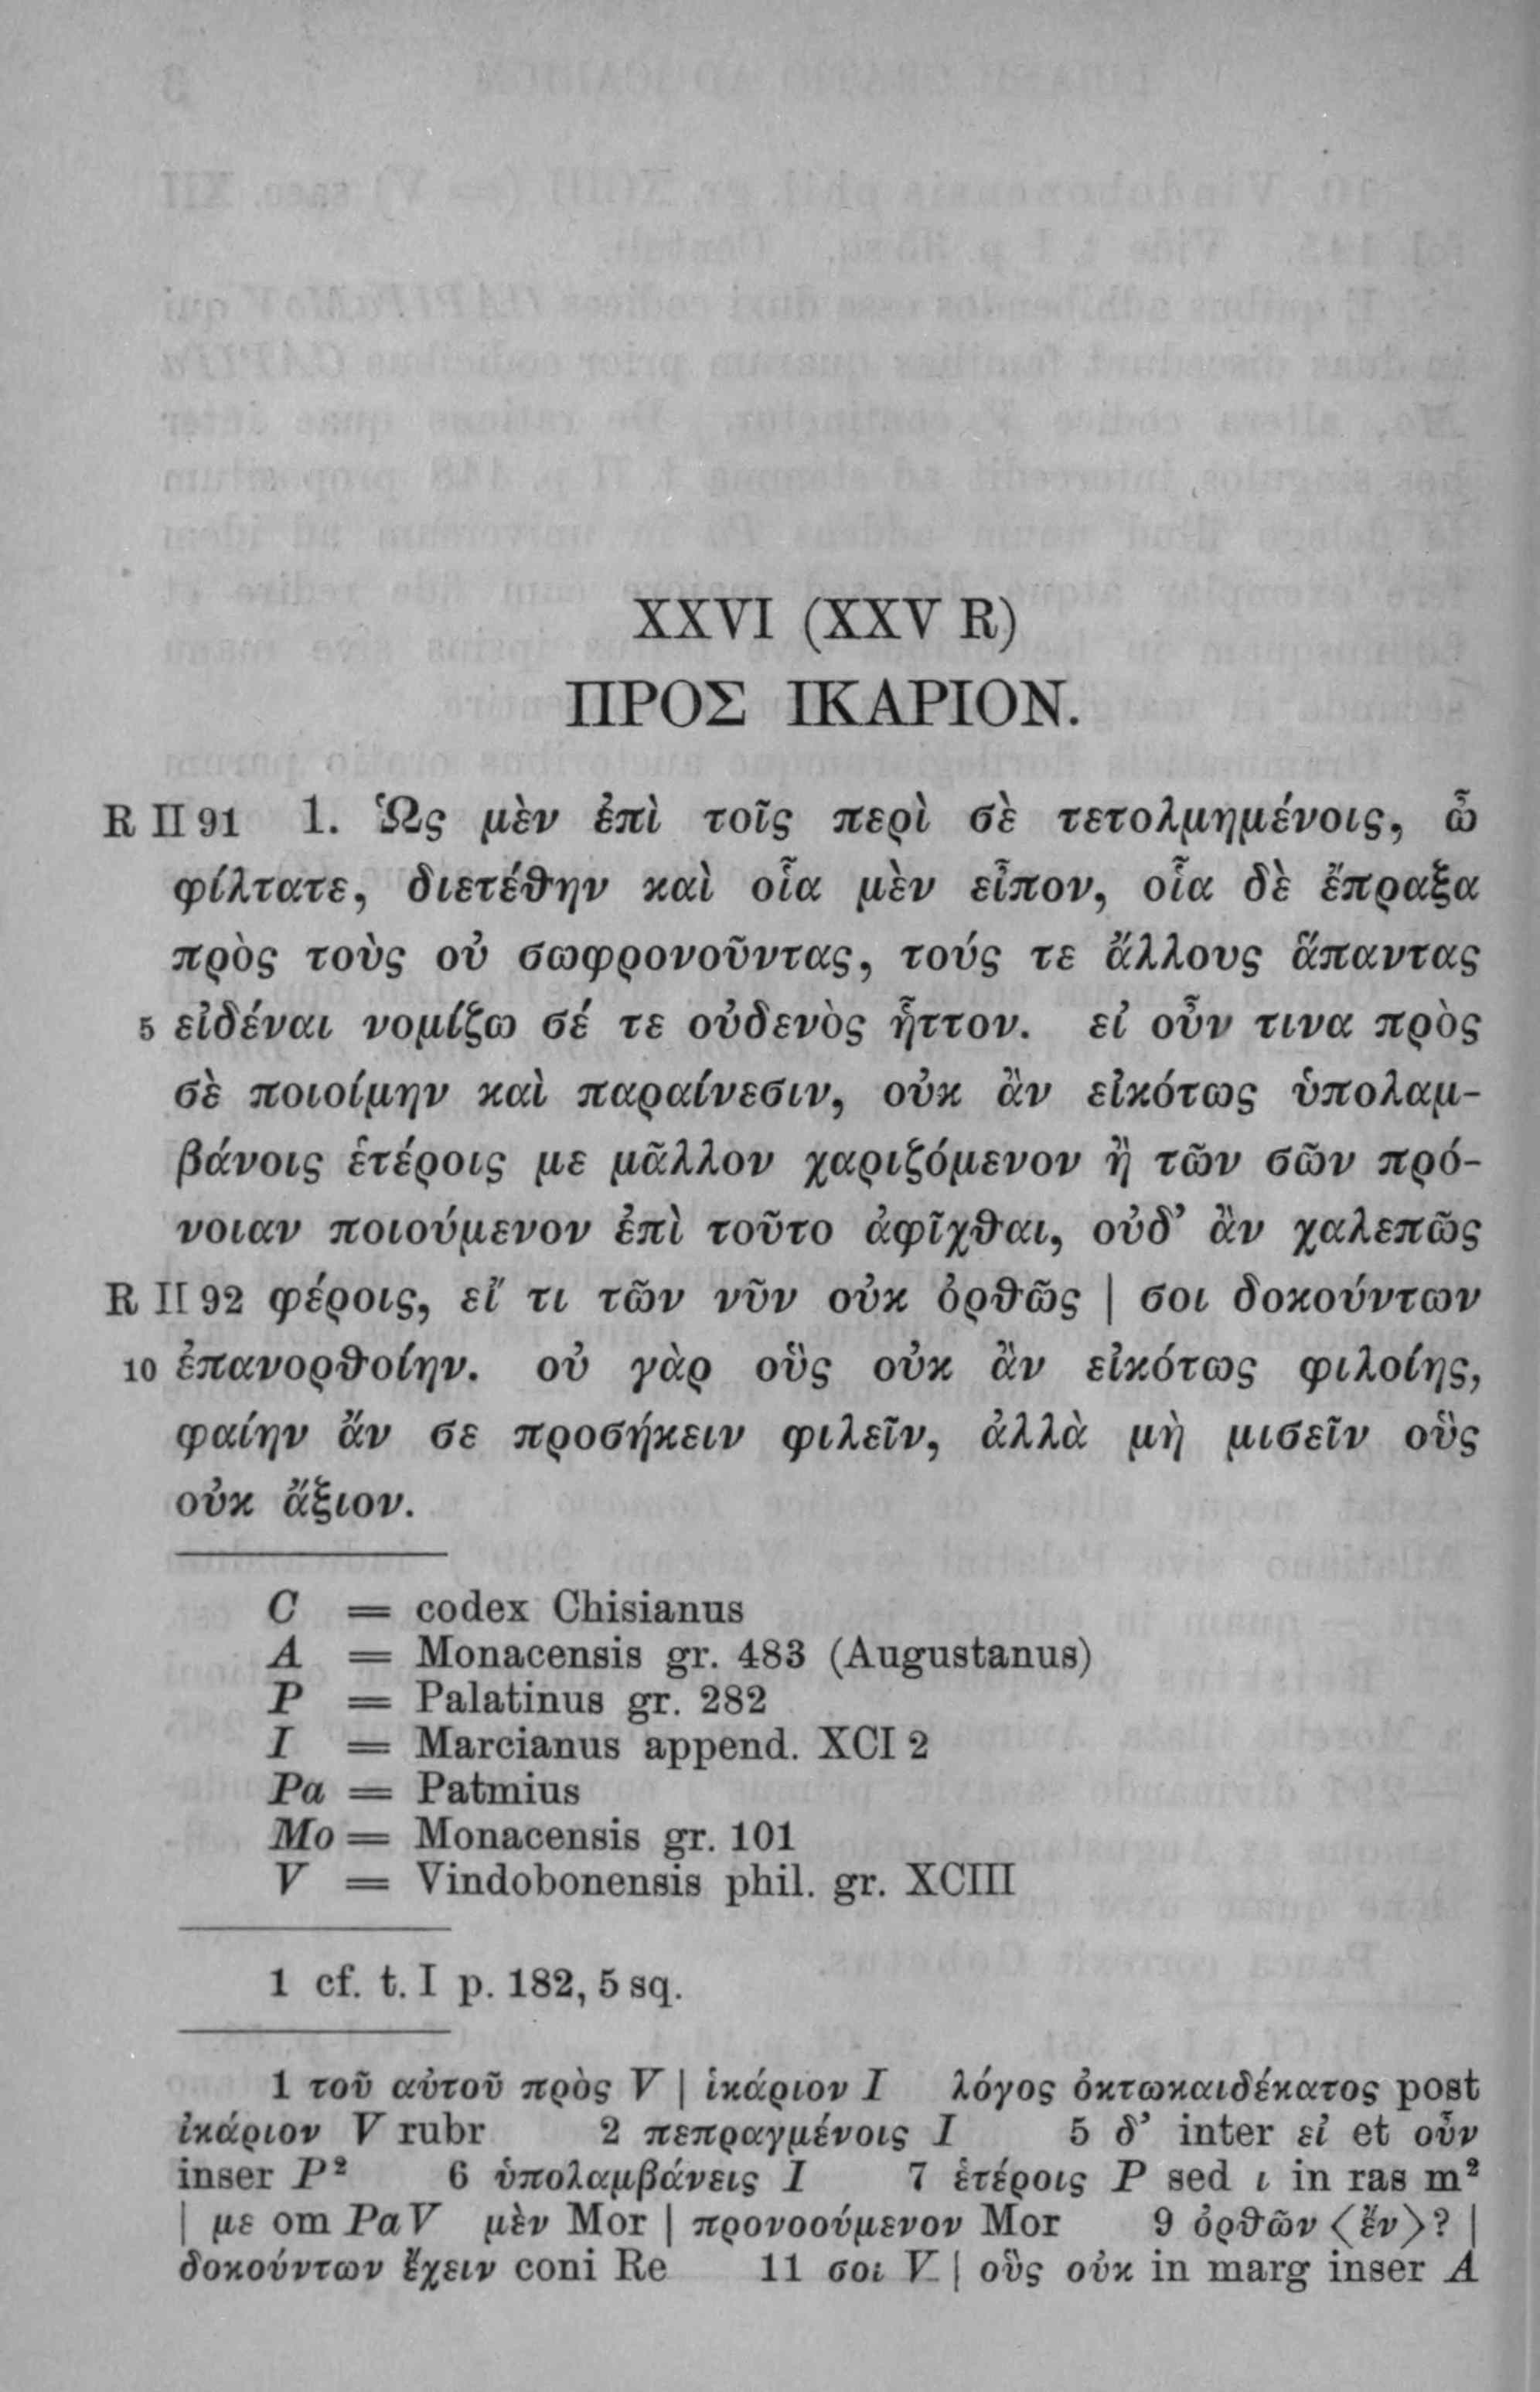 XXVI (XXV R)
ΠΡΟΣ ΙΚΑΡΙΟΝ.
R II 91 1. Ὡς μὲν ἐπὶ τοῖς περὶ σὲ τετολμημένοις, ὦ
φίλτατε, διετέθην καὶ οἷα μὲν εἶπον, οἷα δὲ ἔπραξα
πρὸς τοὺς οὐ σωφρονοῦντας, τούς τε ἄλλους ἅπαντας
5 εἰδέναι νομίζω σέ τε οὐδενὸς ἧττον. εἰ οὖν τινα πρὸς
σὲ ποιοίμην καὶ παραίνεσιν, οὐκ ἂν εἰκότως ὑπολαμ-
βάνοις ἑτέροις με μᾶλλον χαριζόμενον ἢ τῶν σῶν πρό-
νοιαν ποιούμενον ἐπὶ τοῦτο ἀφῖχθαι, οὐδ’ ἂν χαλεπῶς
R II 92 φέροις, εἴ τι τῶν νῦν οὐκ ὀρθῶς | σοι δοκούντων
10 ἐπανορθοίην. οὐ γὰρ οὓς οὐκ ἂν εἰκότως φιλοίης,
φαίην ἄν σε προσήκειν φιλεῖν, ἀλλὰ μὴ μισεῖν οὓς
οὐκ ἄξιον.
C = codex Chisianus
A = Monacensis gr. 483 (Augustanus)
P = Palatinus gr. 282
I = Marcianus append. XCI 2
Pa = Patmius
Mo = Monacensis gr. 101
V = Vindobonensis phil. gr. XCIII
1 cf. t. I p. 182, 5 sq.
1 τοῦ αὐτοῦ πρὸς V | ἰκάριον I λόγος ὀκτωκαιδέκατος post
ἰκάριον V rubr 2 πεπραγμένοις I 5 δ’ inter εἰ et οὖν
inser P² 6 ὑπολαμβάνεις I 7 ἑτέροις P sed ι in ras m²
| με om Pa V μὲν Mor | προνοούμενον Mor 9 ὀρθῶν <ἓν>? |
δοκούντων ἔχειν coni Re 11 σοι V | οὓς οὐκ in marg inser A